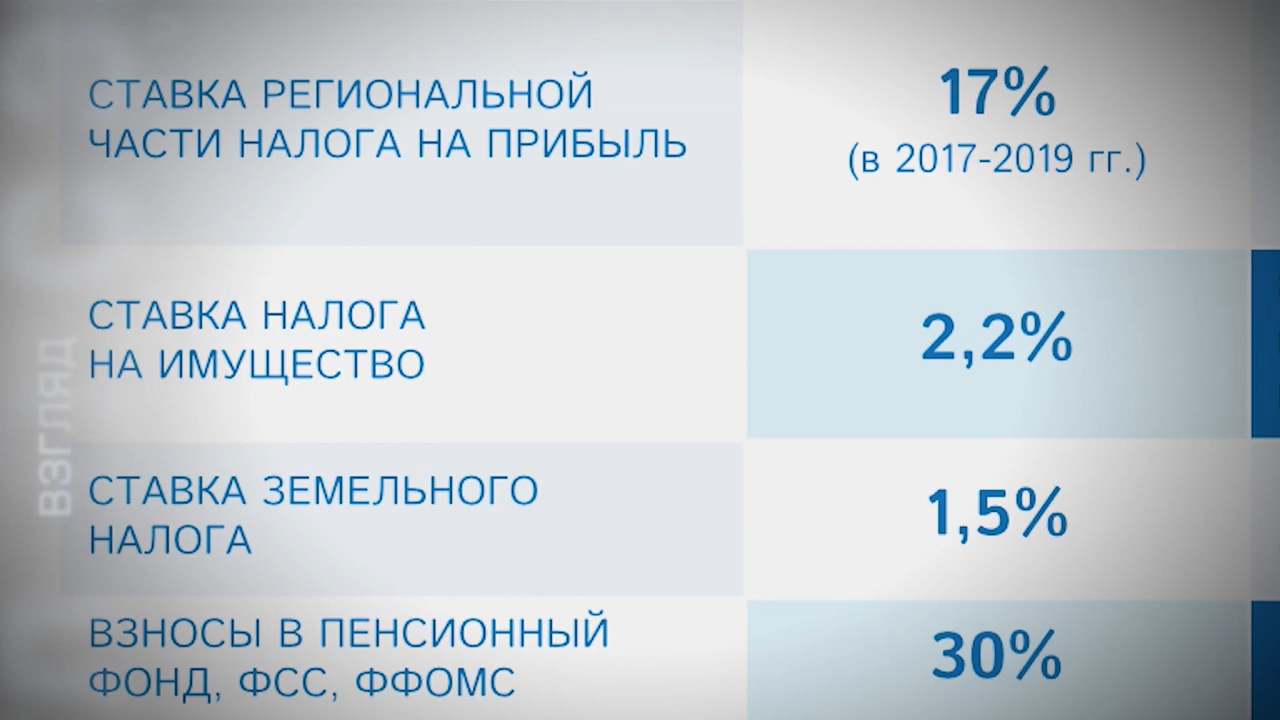 СТАВКА РЕГИОНАЛЬНОЙ
ЧАСТИ НАЛОГА НА ПРИБЫЛЬ
17%
(в 2017-2019 гг.)
СТАВКА НАЛОГА
НА ИМУЩЕСТВО
2,2%
СТАВКА ЗЕМЕЛЬНОГО
НАЛОГА
1,5%
ВЗНОСЫ В ПЕНСИОННЫЙ
ФОНД, ФСС, ФФОМС
30%
ВЗГЛЯД